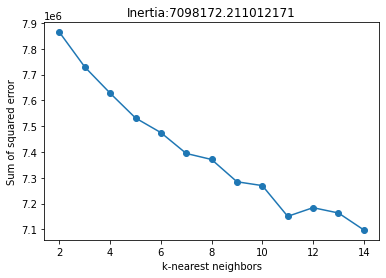 Inertia:7098172.211012171
1e6
7.9
7.8
7.7
7.6
7.5
7.4
7.3
7.2
7.1
Sum of squared error
2 4 6 8 10 12 14
k-nearest neighbors